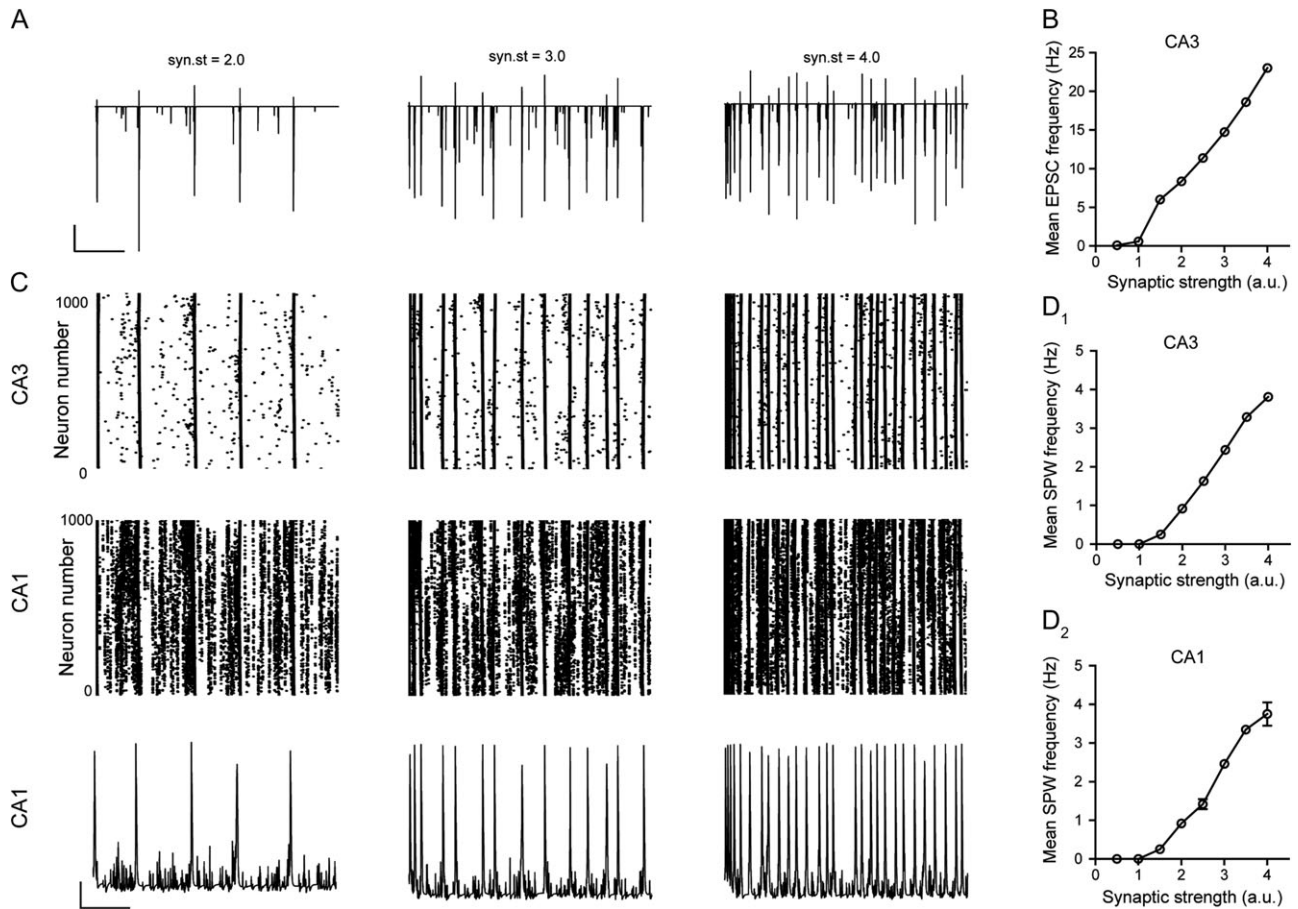 A
syn.st = 2.0
syn.st = 3.0
syn.st = 4.0
B
CA3
Mean EPSC frequency (Hz)
25
20
15
10
5
0
0 1 2 3 4
Synaptic strength (a.u.)
C
CA3
Neuron number
1000
0
CA1
Neuron number
1000
0
CA1
D1
CA3
Mean SPW frequency (Hz)
5
4
3
2
1
0
0 1 2 3 4
Synaptic strength (a.u.)
D2
CA1
Mean SPW frequency (Hz)
5
4
3
2
1
0
0 1 2 3 4
Synaptic strength (a.u.)